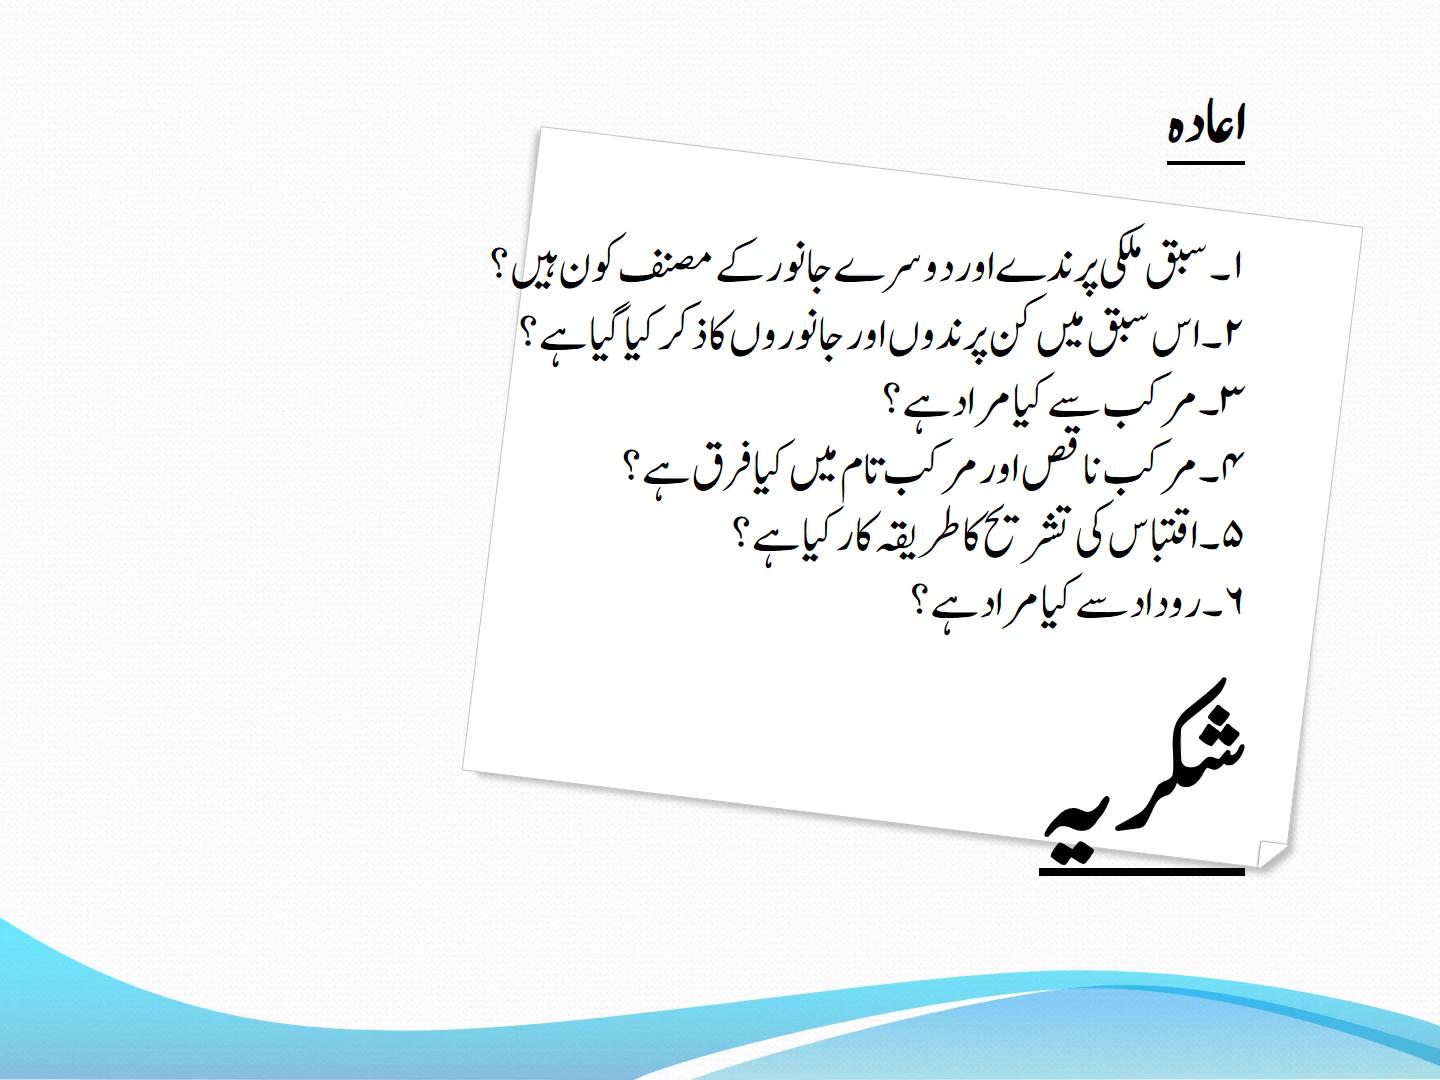 اعادہ
۱۔سبق ملکی پرندے اور دوسرے جانور کے مصنف کون ہیں؟
۲۔اس سبق میں کن پرندوں اور جانوروں کا ذکر کیا گیا ہے؟
۳۔مرکب سے کیا مراد ہے؟
۴۔مرکب ناقص اور مرکب تام میں کیا فرق ہے؟
۵۔اقتباس کی تشریح کا طریقہ کار کیا ہے؟
۶۔روداد سے کیا مراد ہے؟
شکریہ